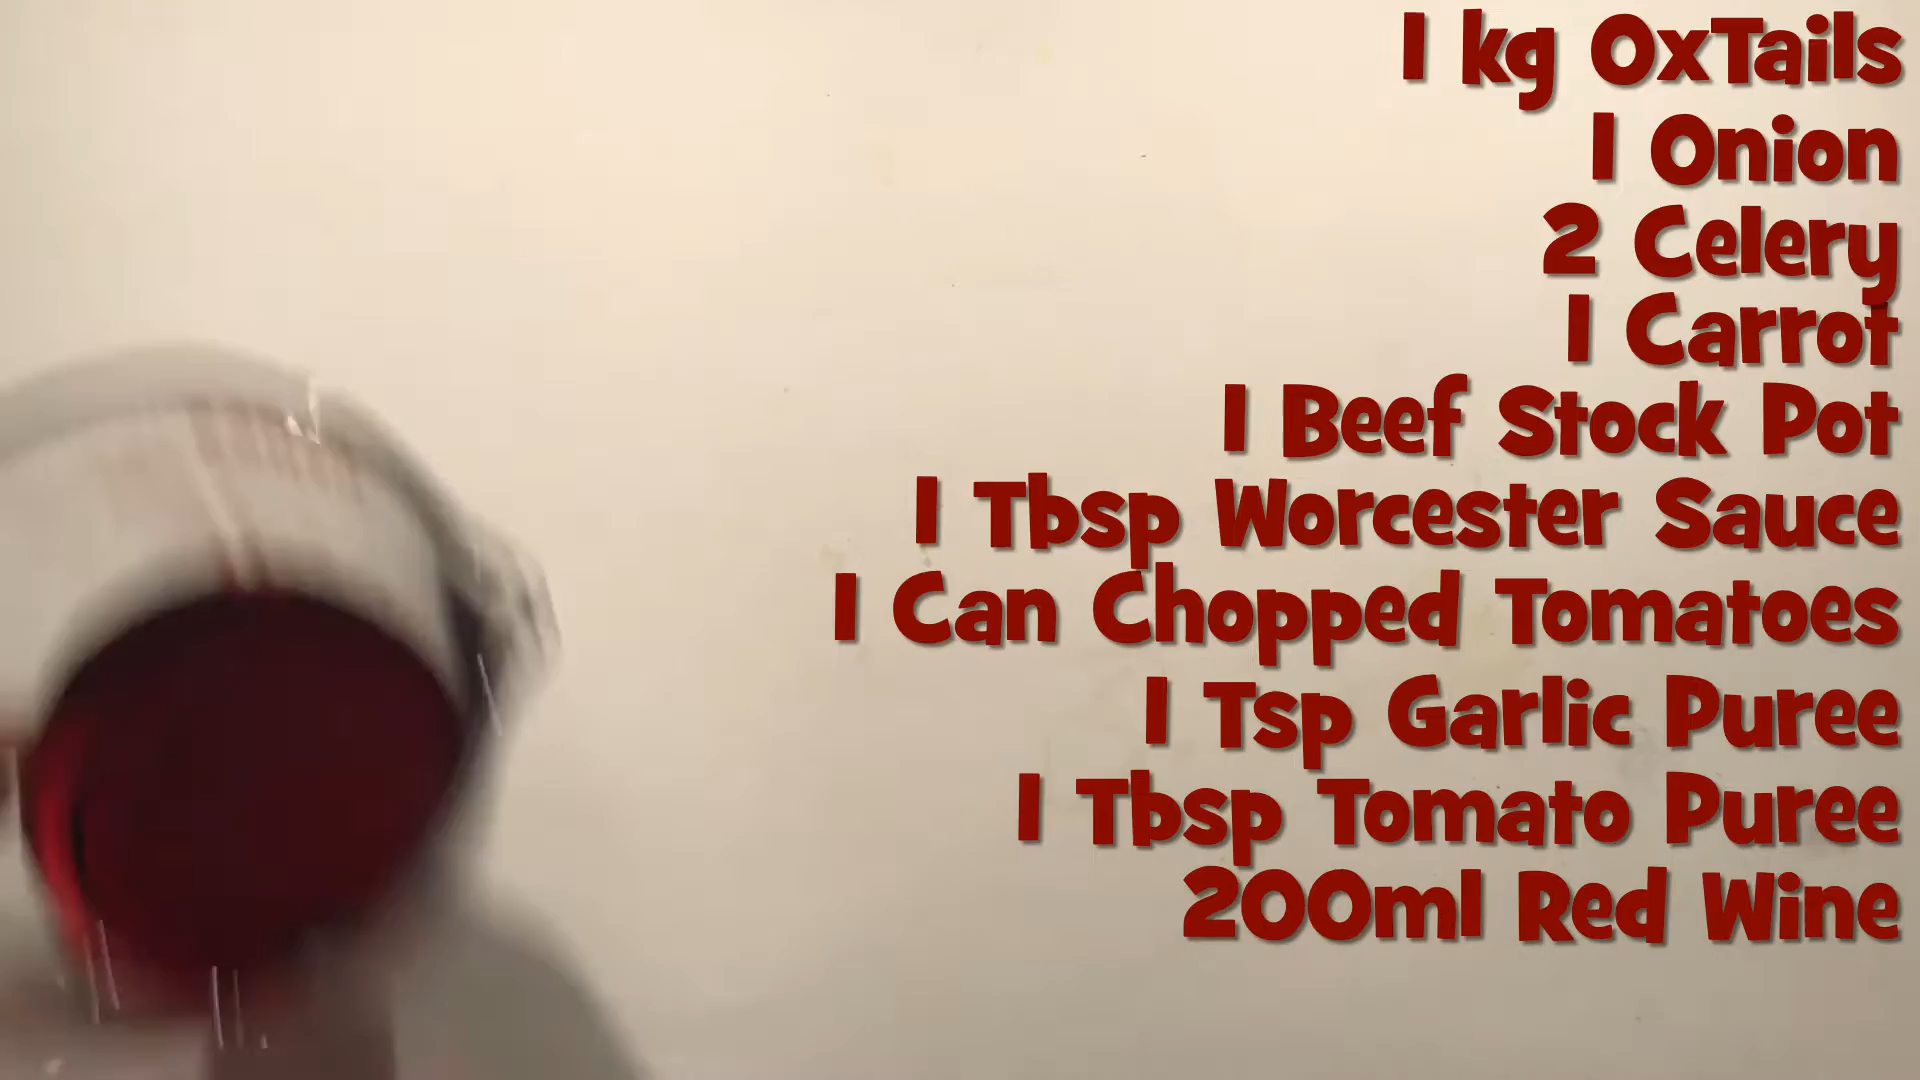 1 kg OxTails
1 Onion
2 Celery
1 Carrot
1 Beef Stock Pot
1 Tbsp Worcester Sauce
1 Can Chopped Tomatoes
1 Tsp Garlic Puree
1 Tbsp Tomato Puree
200ml Red Wine